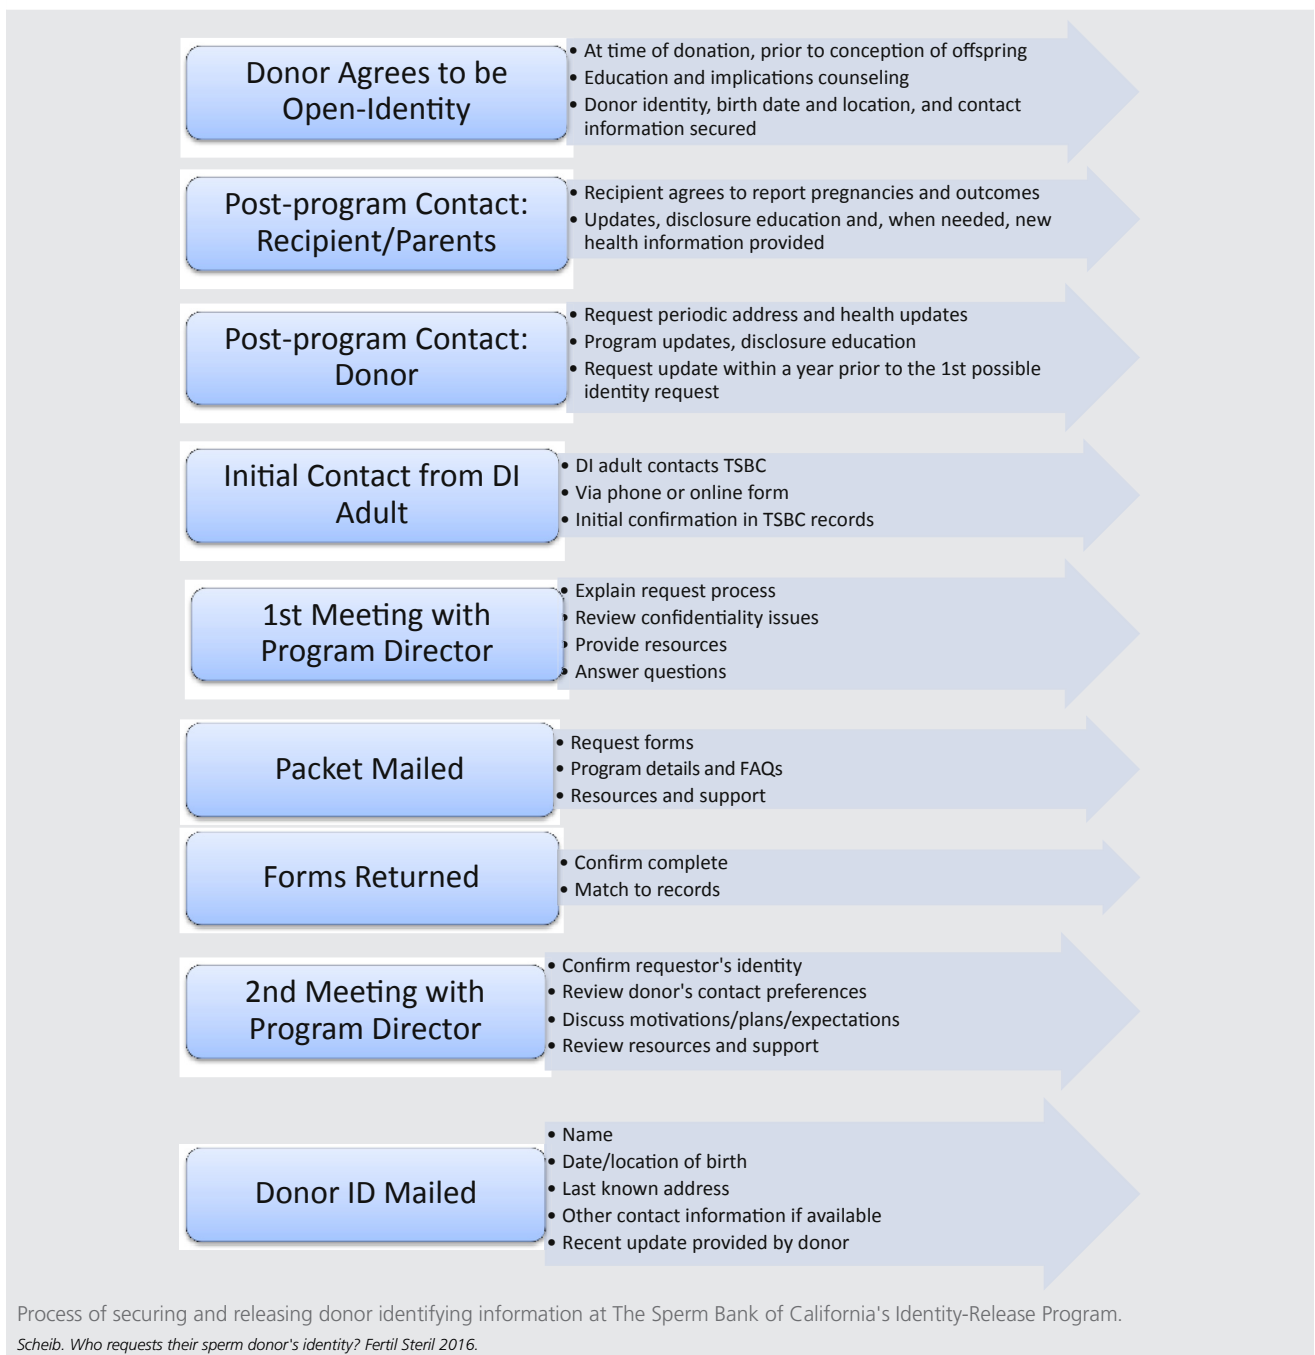 Donor Agrees to be
Open-Identity
• At time of donation, prior to conception of offspring
• Education and implications counseling
• Donor identity, birth date and location, and contact
information secured
Post-program Contact:
Recipient/Parents
• Recipient agrees to report pregnancies and outcomes
• Updates, disclosure education and, when needed, new
health information provided
Post-program Contact:
Donor
• Request periodic address and health updates
• Program updates, disclosure education
• Request update within a year prior to the 1st possible
identity request
Initial Contact from DI
Adult
• DI adult contacts TSBC
• Via phone or online form
• Initial confirmation in TSBC records
1st Meeting with
Program Director
• Explain request process
• Review confidentiality issues
• Provide resources
• Answer questions
Packet Mailed
• Request forms
• Program details and FAQs
• Resources and support
Forms Returned
• Confirm complete
• Match to records
2nd Meeting with
Program Director
• Confirm requestor's identity
• Review donor's contact preferences
• Discuss motivations/plans/expectations
• Review resources and support
Donor ID Mailed
• Name
• Date/location of birth
• Last known address
• Other contact information if available
• Recent update provided by donor
Process of securing and releasing donor identifying information at The Sperm Bank of California's Identity-Release Program.
Scheib. Who requests their sperm donor's identity? Fertil Steril 2016.